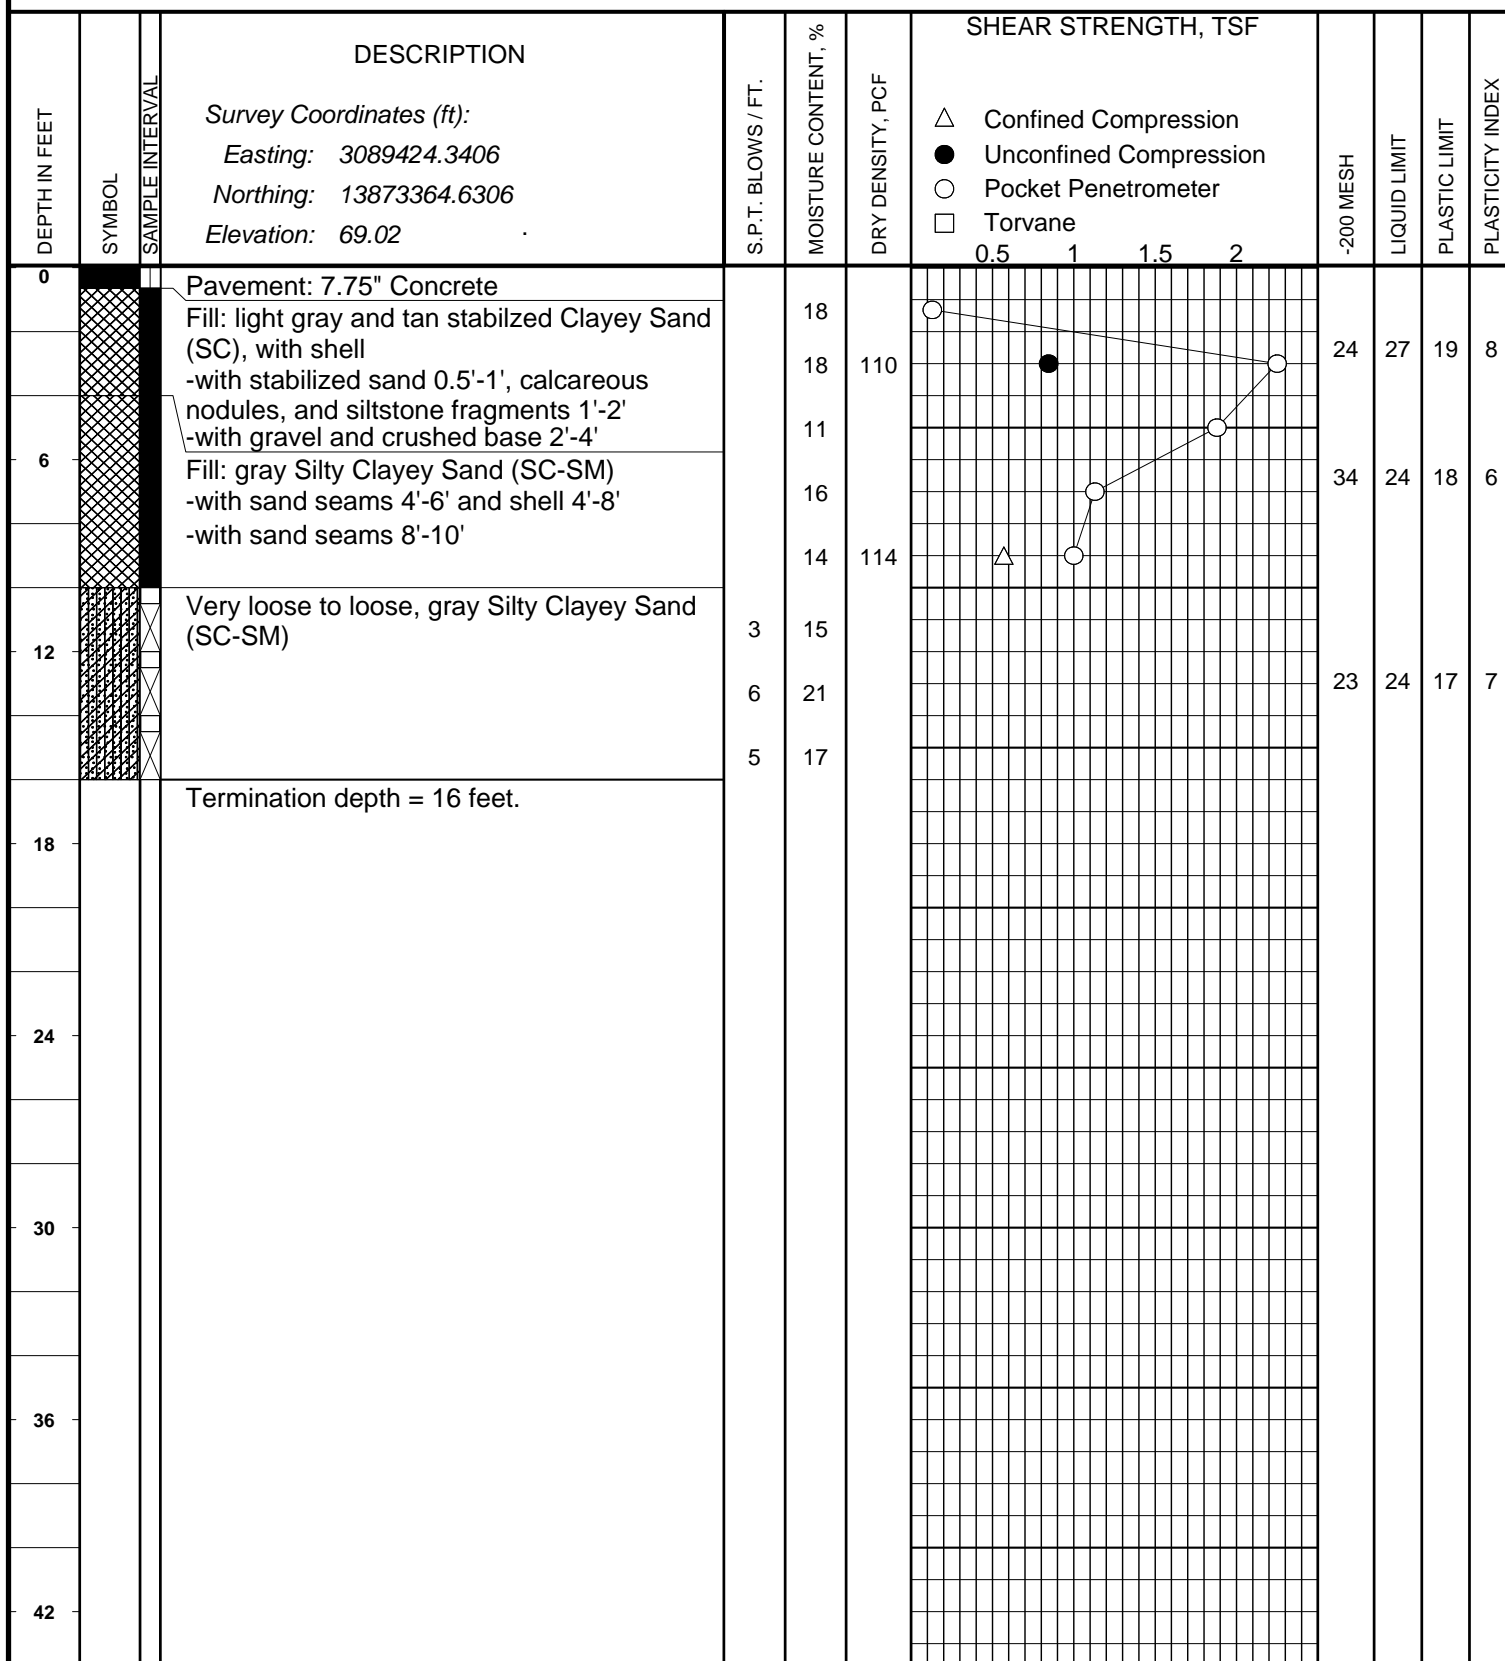 DEPTH IN FEET
SYMBOL
SAMPLE INTERVAL
DESCRIPTION
Survey Coordinates (ft):
Easting: 3089424.3406
Northing: 13873364.6306
Elevation: 69.02 .
S.P.T. BLOWS / FT.
MOISTURE CONTENT, %
DRY DENSITY, PCF
SHEAR STRENGTH, TSF
Confined Compression
Unconfined Compression
Pocket Penetrometer
Torvane
0.5 1 1.5 2
-200 MESH
LIQUID LIMIT
PLASTIC LIMIT
PLASTICITY INDEX
0
Pavement: 7.75" Concrete
Fill: light gray and tan stabilzed Clayey Sand
18
(SC), with shell
24 27 19 8
18 110
-with stabilized sand 0.5'-1', calcareous
nodules, and siltstone fragments 1'-2'
-with gravel and crushed base 2'-4'
11
6
Fill: gray Silty Clayey Sand (SC-SM)
34 24 18 6
-with sand seams 4'-6' and shell 4'-8'
16
-with sand seams 8'-10'
14 114
Very loose to loose, gray Silty Clayey Sand
(SC-SM)
3 15
12
23 24 17 7
6 21
5 17
Termination depth = 16 feet.
18
24
30
36
42